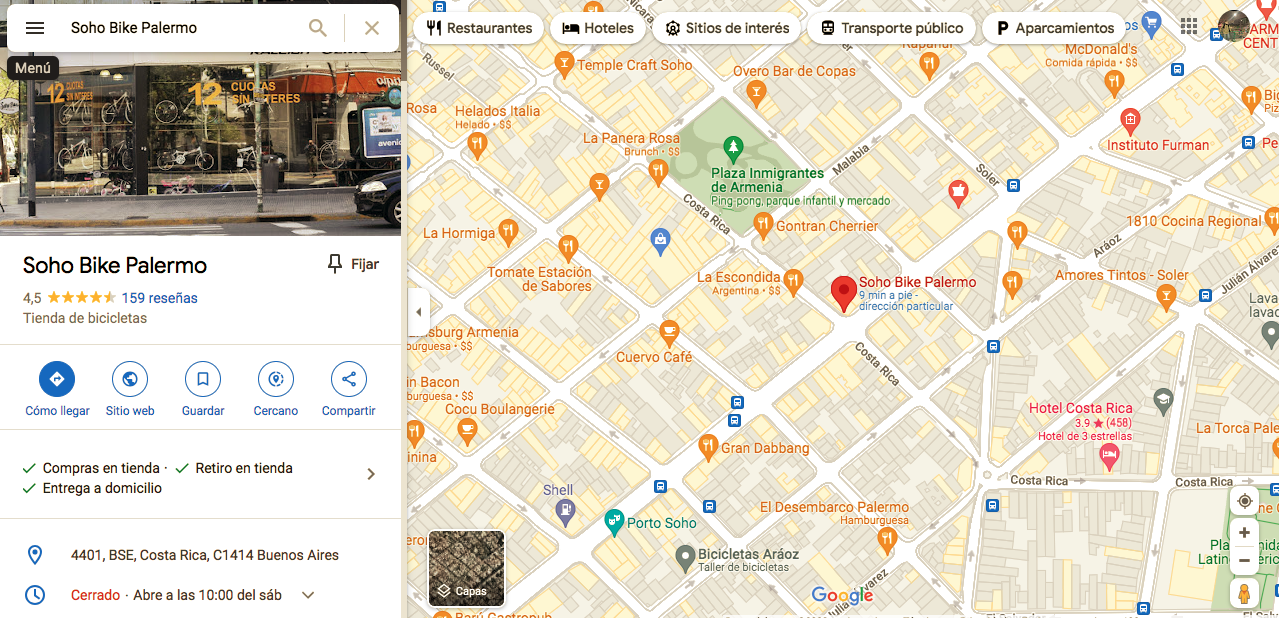 Soho Bike Palermo
Menú
12 CUOTAS
SIN INTERES
12 CUOTAS
SIN INTERES
Soho Bike Palermo
Fijar
4,5 159 reseñas
Tienda de bicicletas
Cómo llegar
Sitio web
Guardar
Cercano
Compartir
Compras en tienda · Retiro en tienda
Entrega a domicilio
4401, BSE, Costa Rica, C1414 Buenos Aires
Cerrado · Abre a las 10:00 del sáb
Restaurantes
Hoteles
Sitios de interés
Transporte público
Aparcamientos
Russel
Temple Craft Soho
Overo Bar de Copas
McDonald's
Comida rápida • $$
Rosa
Helados Italia
Helado • $$
La Panera Rosa
Brunch • $$
Plaza Inmigrantes
de Armenia
Ping-pong, parque infantil y mercado
Malabia
Soler
Instituto Furman
Costa Rica
Gontran Cherrier
1810 Cocina Regional
Aráoz
Julián Álvarez
La Hormiga
Tomate Estación
de Sabores
La Escondida
Argentina • $$
Soho Bike Palermo
9 min a pie -
dirección particular
Amores Tintos - Soler
Lava
lavac
sburg Armenia
burguesa • $$
Cuervo Café
Costa Rica
in Bacon
burguesa • $$
Cocu Boulangerie
Hotel Costa Rica
3.9 ★ (458)
Hotel de 3 estrellas
La Torca Pale
inina
Gran Dabbang
Costa Rica
Costa Rica
Shell
Porto Soho
El Desembarco Palermo
Hamburguesa
Bicicletas Aráoz
Taller de bicicletas
Capas
Google